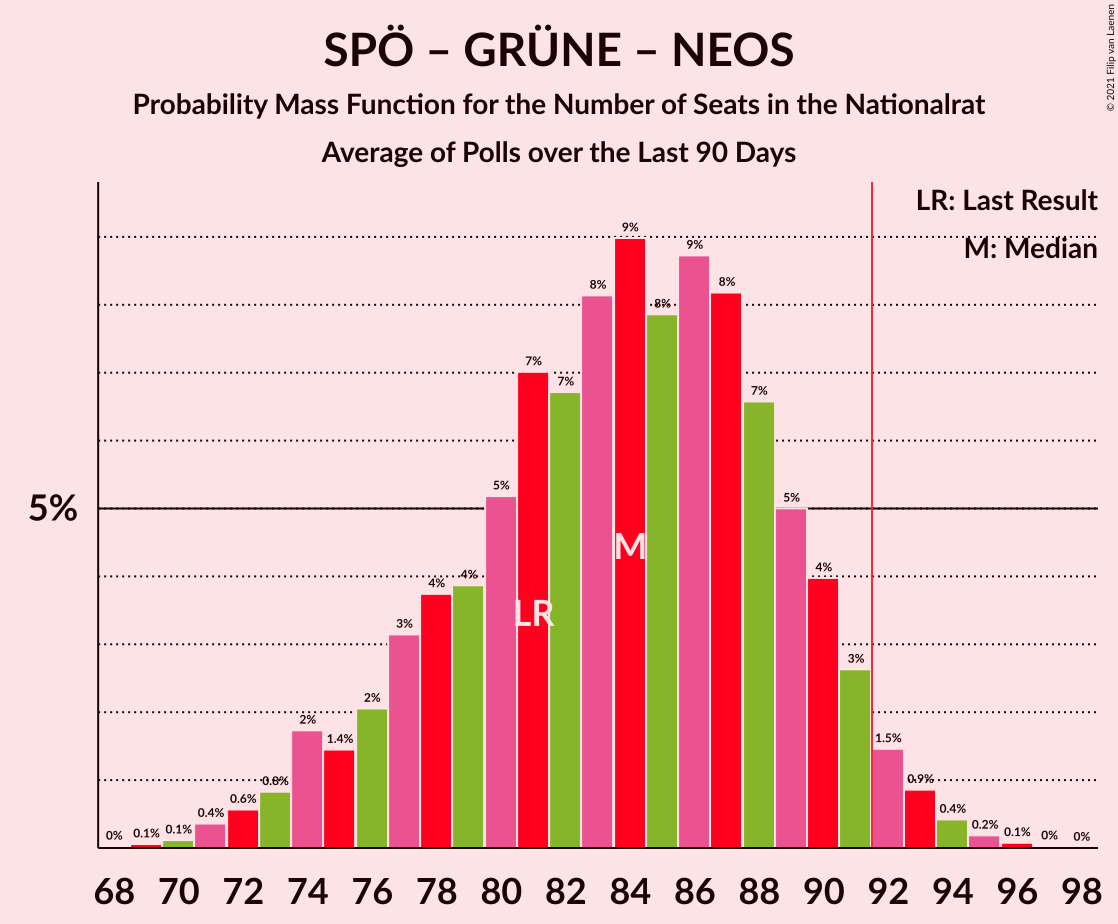 SPÖ – GRÜNE – NEOS
Probability Mass Function for the Number of Seats in the Nationalrat
Average of Polls over the Last 90 Days
© 2021 Filip van Laenen
LR: Last Result
M: Median
5%
0% 0.1% 0.1% 0.4% 0.6% 0.8% 2% 1.4% 2% 3% 4% 4% 5% 7% 7% 8% 9% 8% 9% 8% 7% 5% 4% 3% 1.5% 0.9% 0.4% 0.2% 0.1% 0% 0%
M
LR
68 70 72 74 76 78 80 82 84 86 88 90 92 94 96 98